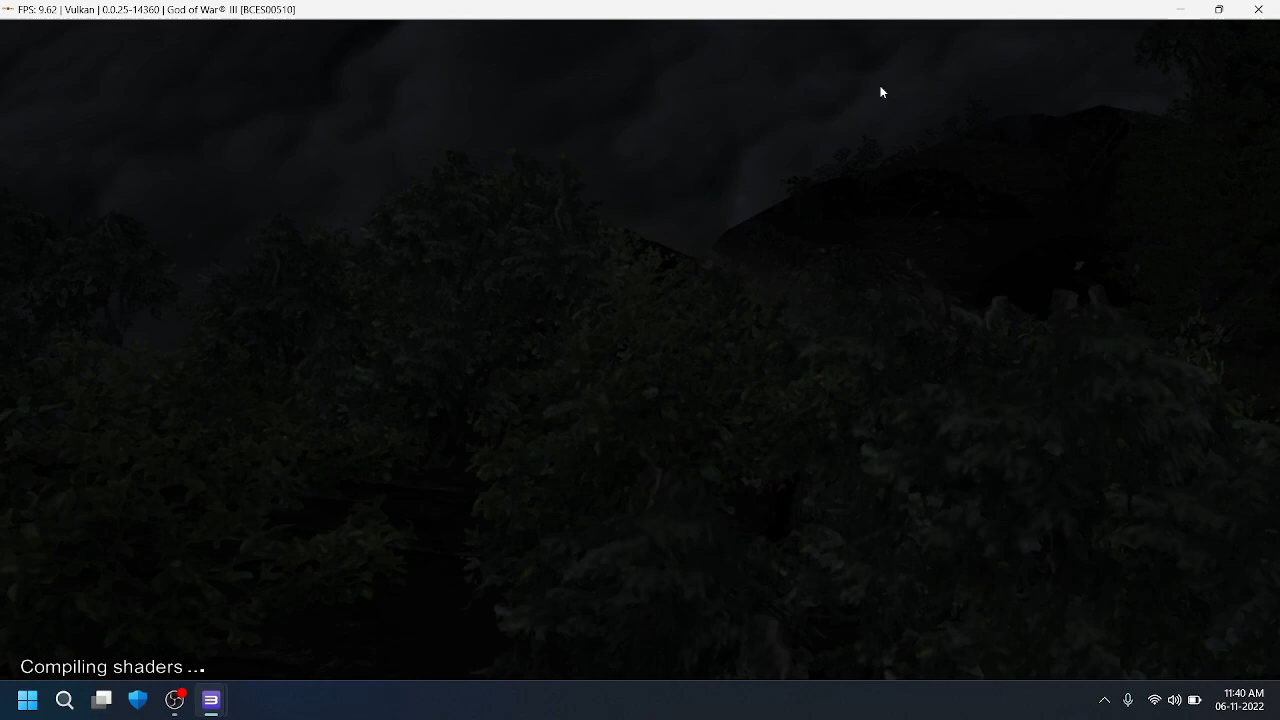 FPS: 9.62 | Vulkan | 0.0.25-14360 | God of War® III [BCES00510]
Compiling shaders ...
11:40 AM
06-11-2022